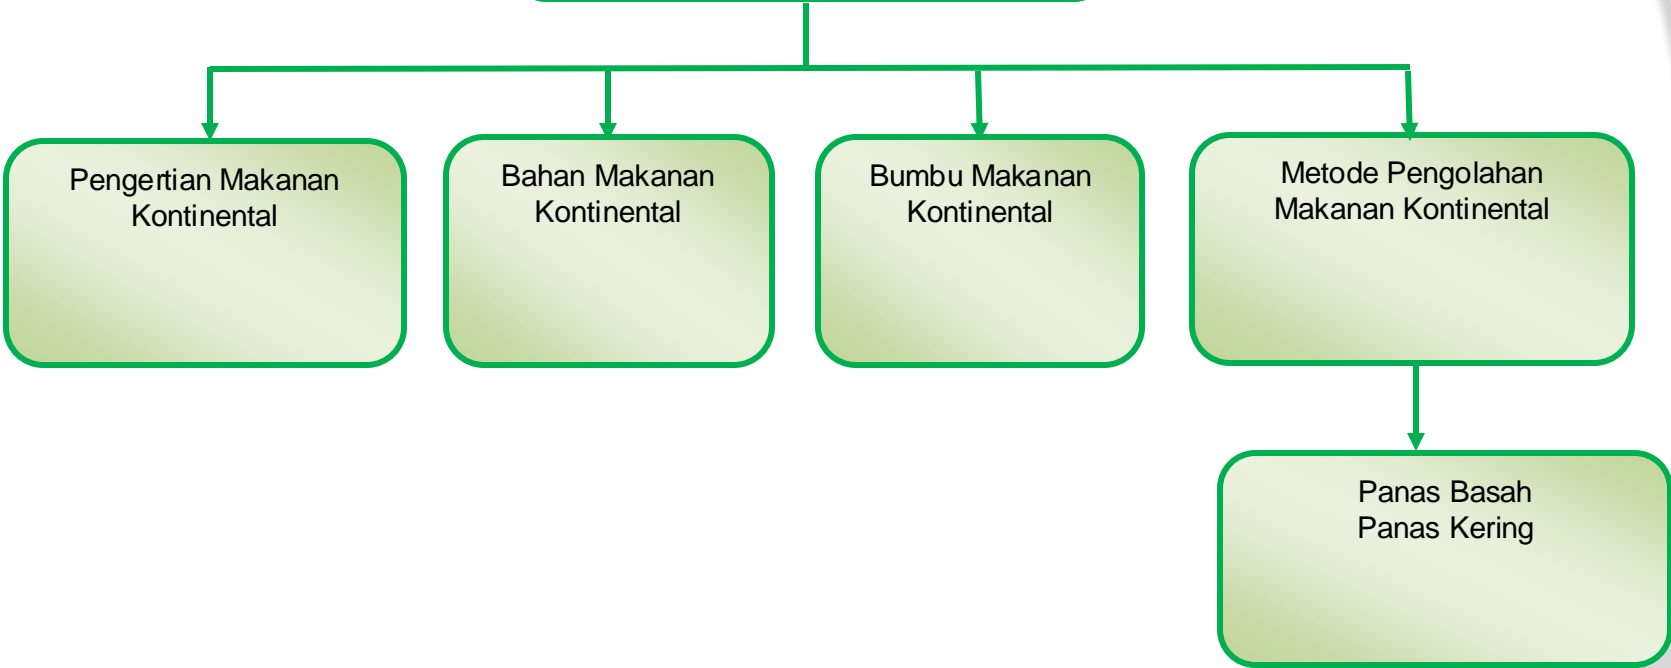 Pengertian Makanan
Kontinental
Bahan Makanan
Kontinental
Bumbu Makanan
Kontinental
Metode Pengolahan
Makanan Kontinental
Panas Basah
Panas Kering